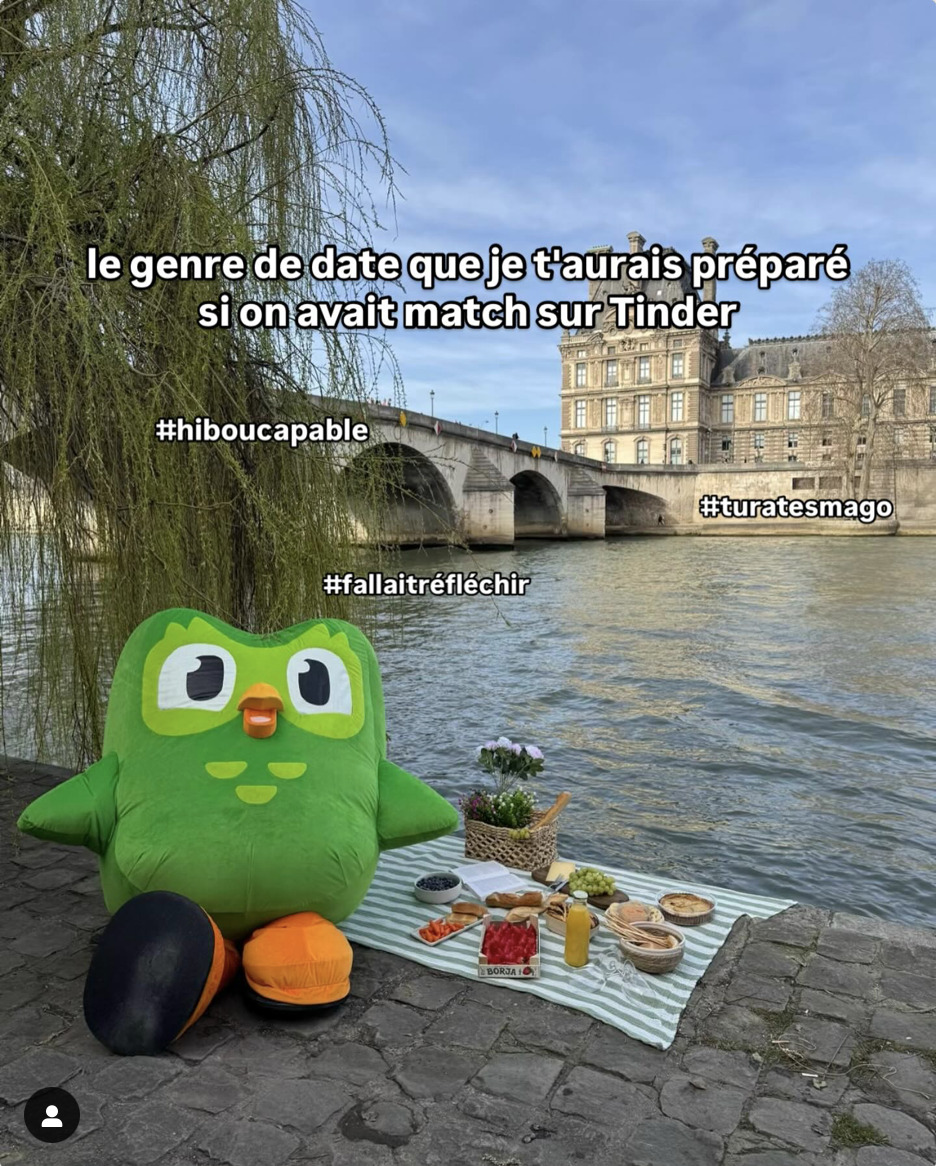 le genre de date que je t'aurais préparé
si on avait match sur Tinder
#hiboucapable
#turatesmago
#fallaitréfléchir
BORJA